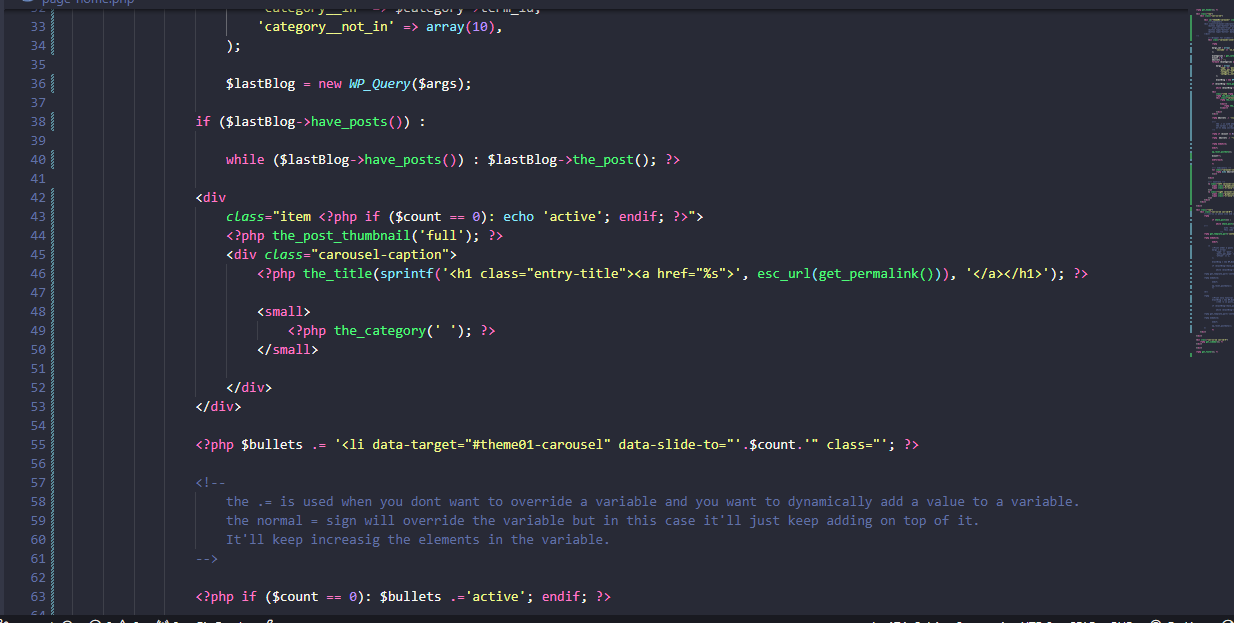 page-home.php
32 'category__in' => $category->term_id,
33 'category__not_in' => array(10),
34 );
35
36 $lastBlog = new WP_Query($args);
37
38 if ($lastBlog->have_posts()) :
39
40 while ($lastBlog->have_posts()) : $lastBlog->the_post(); ?>
41
42 <div
43 class="item <?php if ($count == 0): echo 'active'; endif; ?>">
44 <?php the_post_thumbnail('full'); ?>
45 <div class="carousel-caption">
46 <?php the_title(sprintf('<h1 class="entry-title"><a href="%s">', esc_url(get_permalink())), '</a></h1>'); ?>
47
48 <small>
49 <?php the_category(' '); ?>
50 </small>
51
52 </div>
53 </div>
54
55 <?php $bullets .= '<li data-target="#theme01-carousel" data-slide-to="'.$count.'" class="'; ?>
56
57 <!--
58 the .= is used when you dont want to override a variable and you want to dynamically add a value to a variable.
59 the normal = sign will override the variable but in this case it'll just keep adding on top of it.
60 It'll keep increasig the elements in the variable.
61 -->
62
63 <?php if ($count == 0): $bullets .='active'; endif; ?>
64